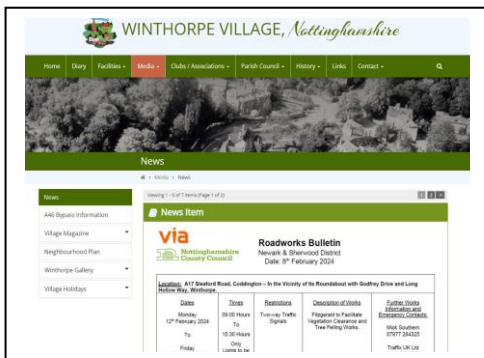 WINTHORPE VILLAGE, Nottinghamshire
Home Diary Facilities Media Clubs / Associations Parish Council History Links Contact
News
Media > News
News
A46 Bypass Information
Village Magazine
Neighbourhood Plan
Winthorpe Gallery
Village Holidays
Viewing 1 - 5 of 7 items (Page 1 of 2)
1 2
News Item
via
Nottinghamshire
County Council
Roadworks Bulletin
Newark & Sherwood District
Date: 8th February 2024
Location: A17 Sleaford Road, Coddington – In the Vicinity of its Roundabout with Godfrey Drive and Long
Hollow Way, Winthorpe.
Dates Times Restrictions Description of Works Further Works
Information and
Emergency Contacts:
Monday
12th February 2024
To
Friday
09:00 Hours
To
15:30 Hours
Only
(Lights to be
Two-way Traffic
Signals
Fitzgerald to Facilitate
Vegetation Clearance and
Tree Felling Works.
Mick Southern
07977 284325
Traffix UK Ltd